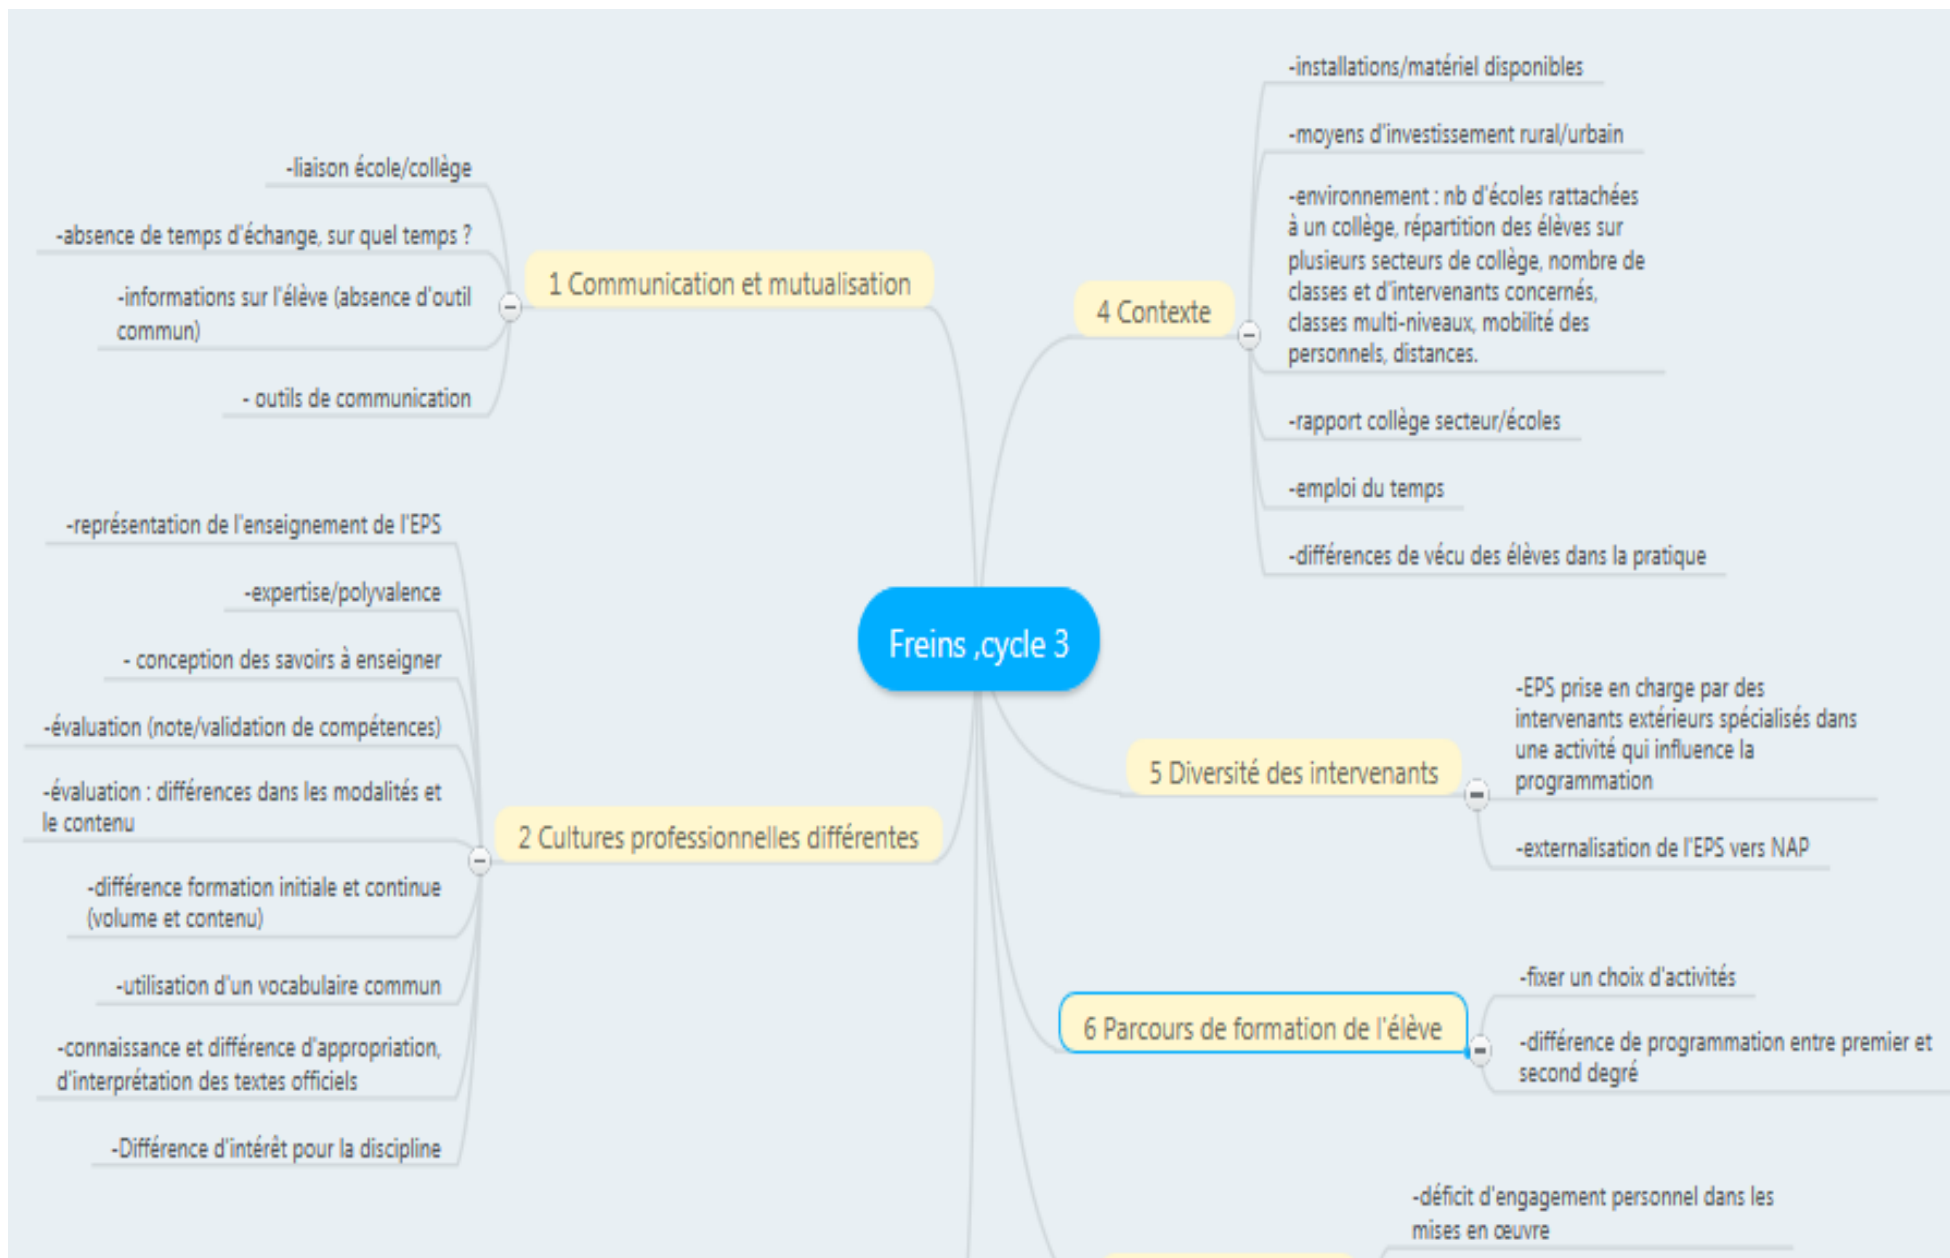 Freins ,cycle 3
1 Communication et mutualisation
-liaison école/collège
-absence de temps d'échange, sur quel temps ?
-informations sur l'élève (absence d'outil
commun)
- outils de communication
2 Cultures professionnelles différentes
-représentation de l'enseignement de l'EPS
-expertise/polyvalence
- conception des savoirs à enseigner
-évaluation (note/validation de compétences)
-évaluation : différences dans les modalités et
le contenu
-différence formation initiale et continue
(volume et contenu)
-utilisation d'un vocabulaire commun
-connaissance et différence d'appropriation,
d'interprétation des textes officiels
-Différence d'intérêt pour la discipline
4 Contexte
-installations/matériel disponibles
-moyens d'investissement rural/urbain
-environnement : nb d'écoles rattachées
à un collège, répartition des élèves sur
plusieurs secteurs de collège, nombre de
classes et d'intervenants concernés,
classes multi-niveaux, mobilité des
personnels, distances.
-rapport collège secteur/écoles
-emploi du temps
-différences de vécu des élèves dans la pratique
5 Diversité des intervenants
-EPS prise en charge par des
intervenants extérieurs spécialisés dans
une activité qui influence la
programmation
-externalisation de l'EPS vers NAP
6 Parcours de formation de l'élève
-fixer un choix d'activités
-différence de programmation entre premier et
second degré
-déficit d'engagement personnel dans les
mises en œuvre